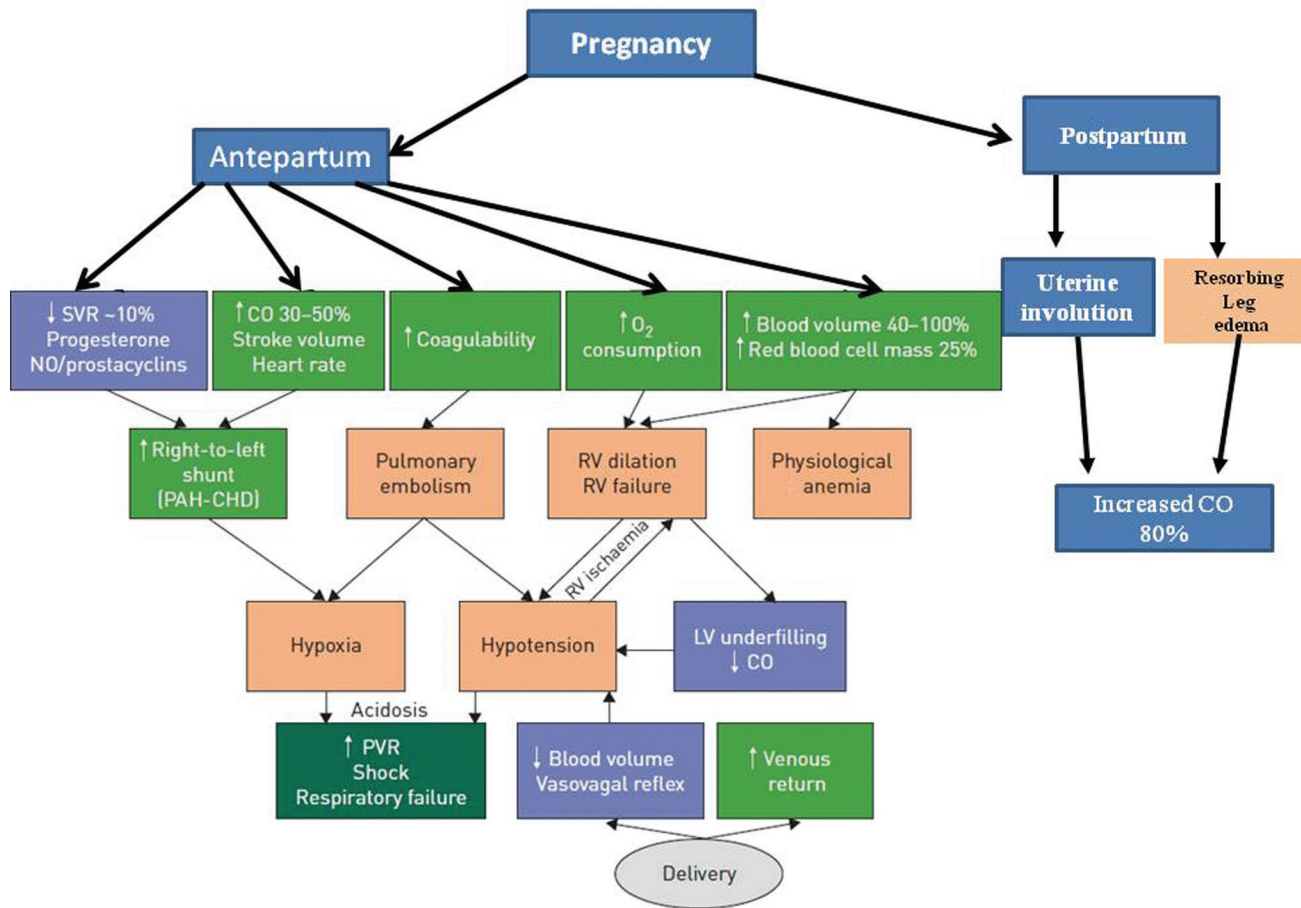 Pregnancy
Antepartum
Postpartum
↓ SVR ~10%
Progesterone
NO/prostacyclins
↑ CO 30–50%
Stroke volume
Heart rate
↑ Coagulability
↑ O₂
consumption
↑ Blood volume 40–100%
↑ Red blood cell mass 25%
Uterine
involution
Resorbing
Leg
edema
↑ Right-to-left
shunt
(PAH-CHD)
Pulmonary
embolism
RV dilation
RV failure
Physiological
anemia
Increased CO
80%
RV ischaemia
Hypoxia
Hypotension
LV underfilling
↓ CO
Acidosis
↑ PVR
Shock
Respiratory failure
↓ Blood volume
Vasovagal reflex
↑ Venous
return
Delivery